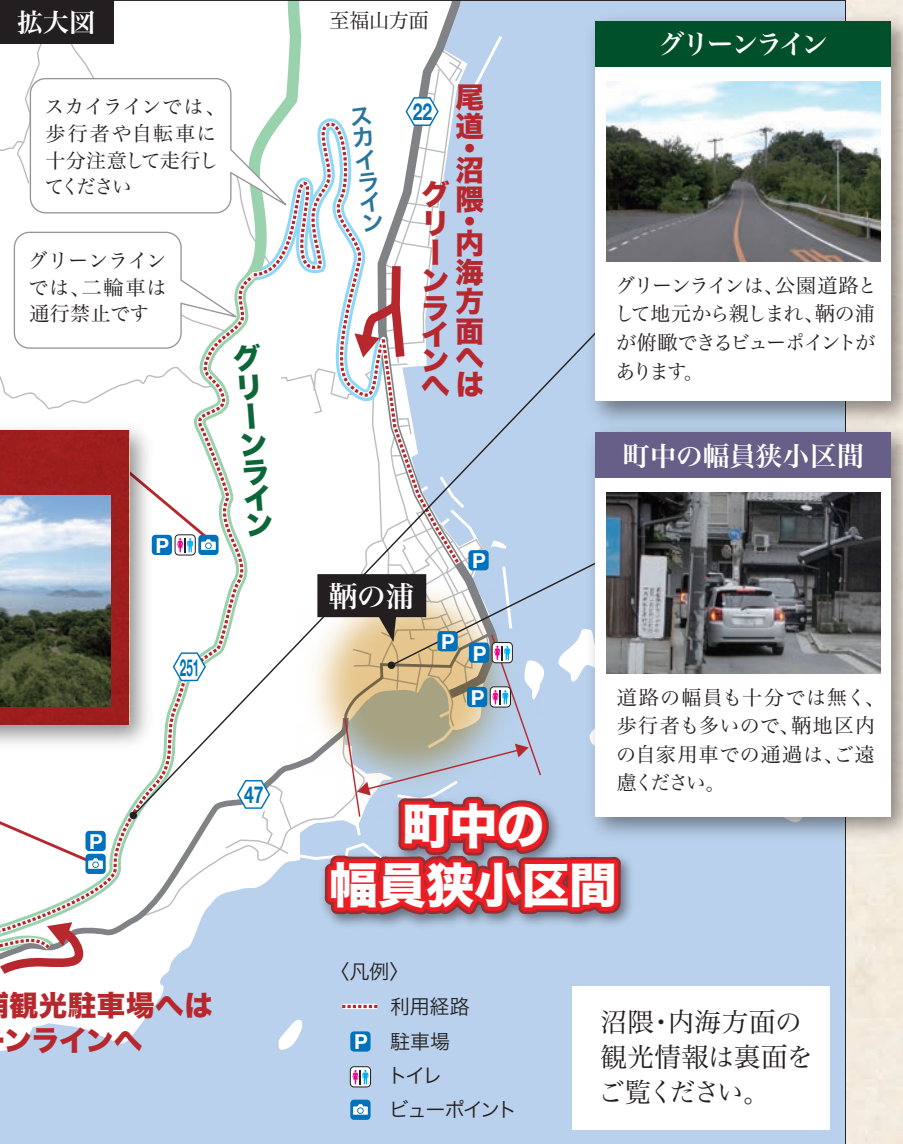 拡大図
至福山方面
スカイラインでは、
歩行者や自転車に
十分注意して走行し
てください
グリーンライン
では、二輪車は
通行禁止です
スカイライン
22
尾道・沼隈・内海方面へは
グリーンラインへ
グリーンライン
グリーンライン
グリーンラインは、公園道路と
して地元から親しまれ、鞆の浦
が俯瞰できるビューポイントが
あります。
町中の幅員狭小区間
道路の幅員も十分では無く、
歩行者も多いので、鞆地区内
の自家用車での通過は、ご遠
慮ください。
P
P
鞆の浦
P
P
P
251
47
P
町中の
幅員狭小区間
浦観光駐車場へは
ーンラインへ
〈凡例〉
利用経路
P 駐車場
トイレ
ビューポイント
沼隈・内海方面の
観光情報は裏面を
ご覧ください。